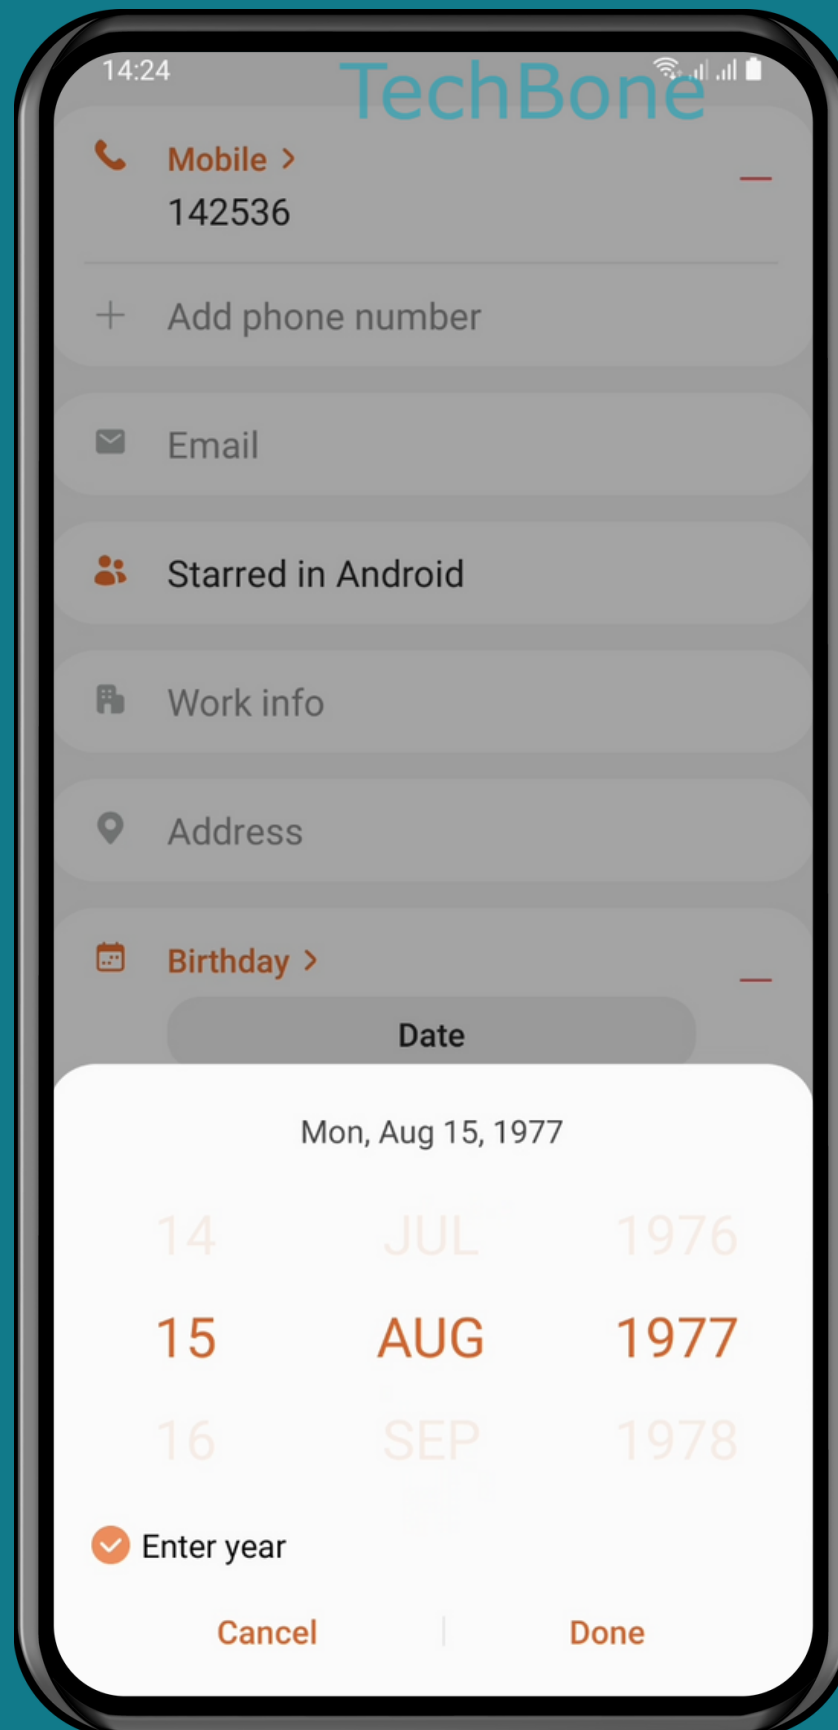 14:24
TechBone
Mobile >
142536
Add phone number
Email
Starred in Android
Work info
Address
Birthday >
Date
Mon, Aug 15, 1977
14 JUL 1976
15 AUG 1977
16 SEP 1978
Enter year
Cancel Done